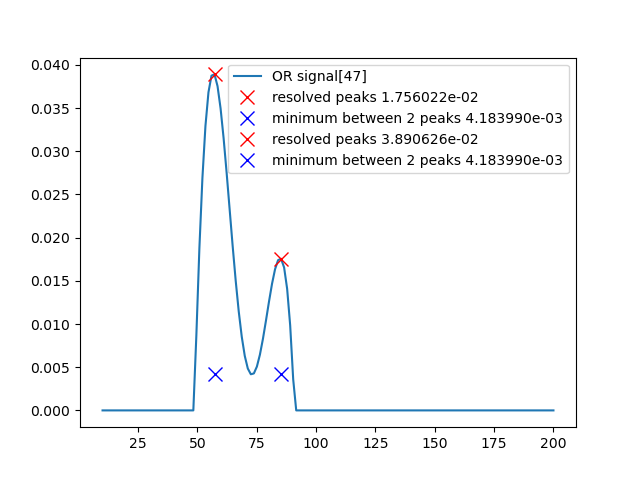 OR signal[47]
resolved peaks 1.756022e-02
minimum between 2 peaks 4.183990e-03
resolved peaks 3.890626e-02
minimum between 2 peaks 4.183990e-03
0.040
0.035
0.030
0.025
0.020
0.015
0.010
0.005
0.000
25 50 75 100 125 150 175 200